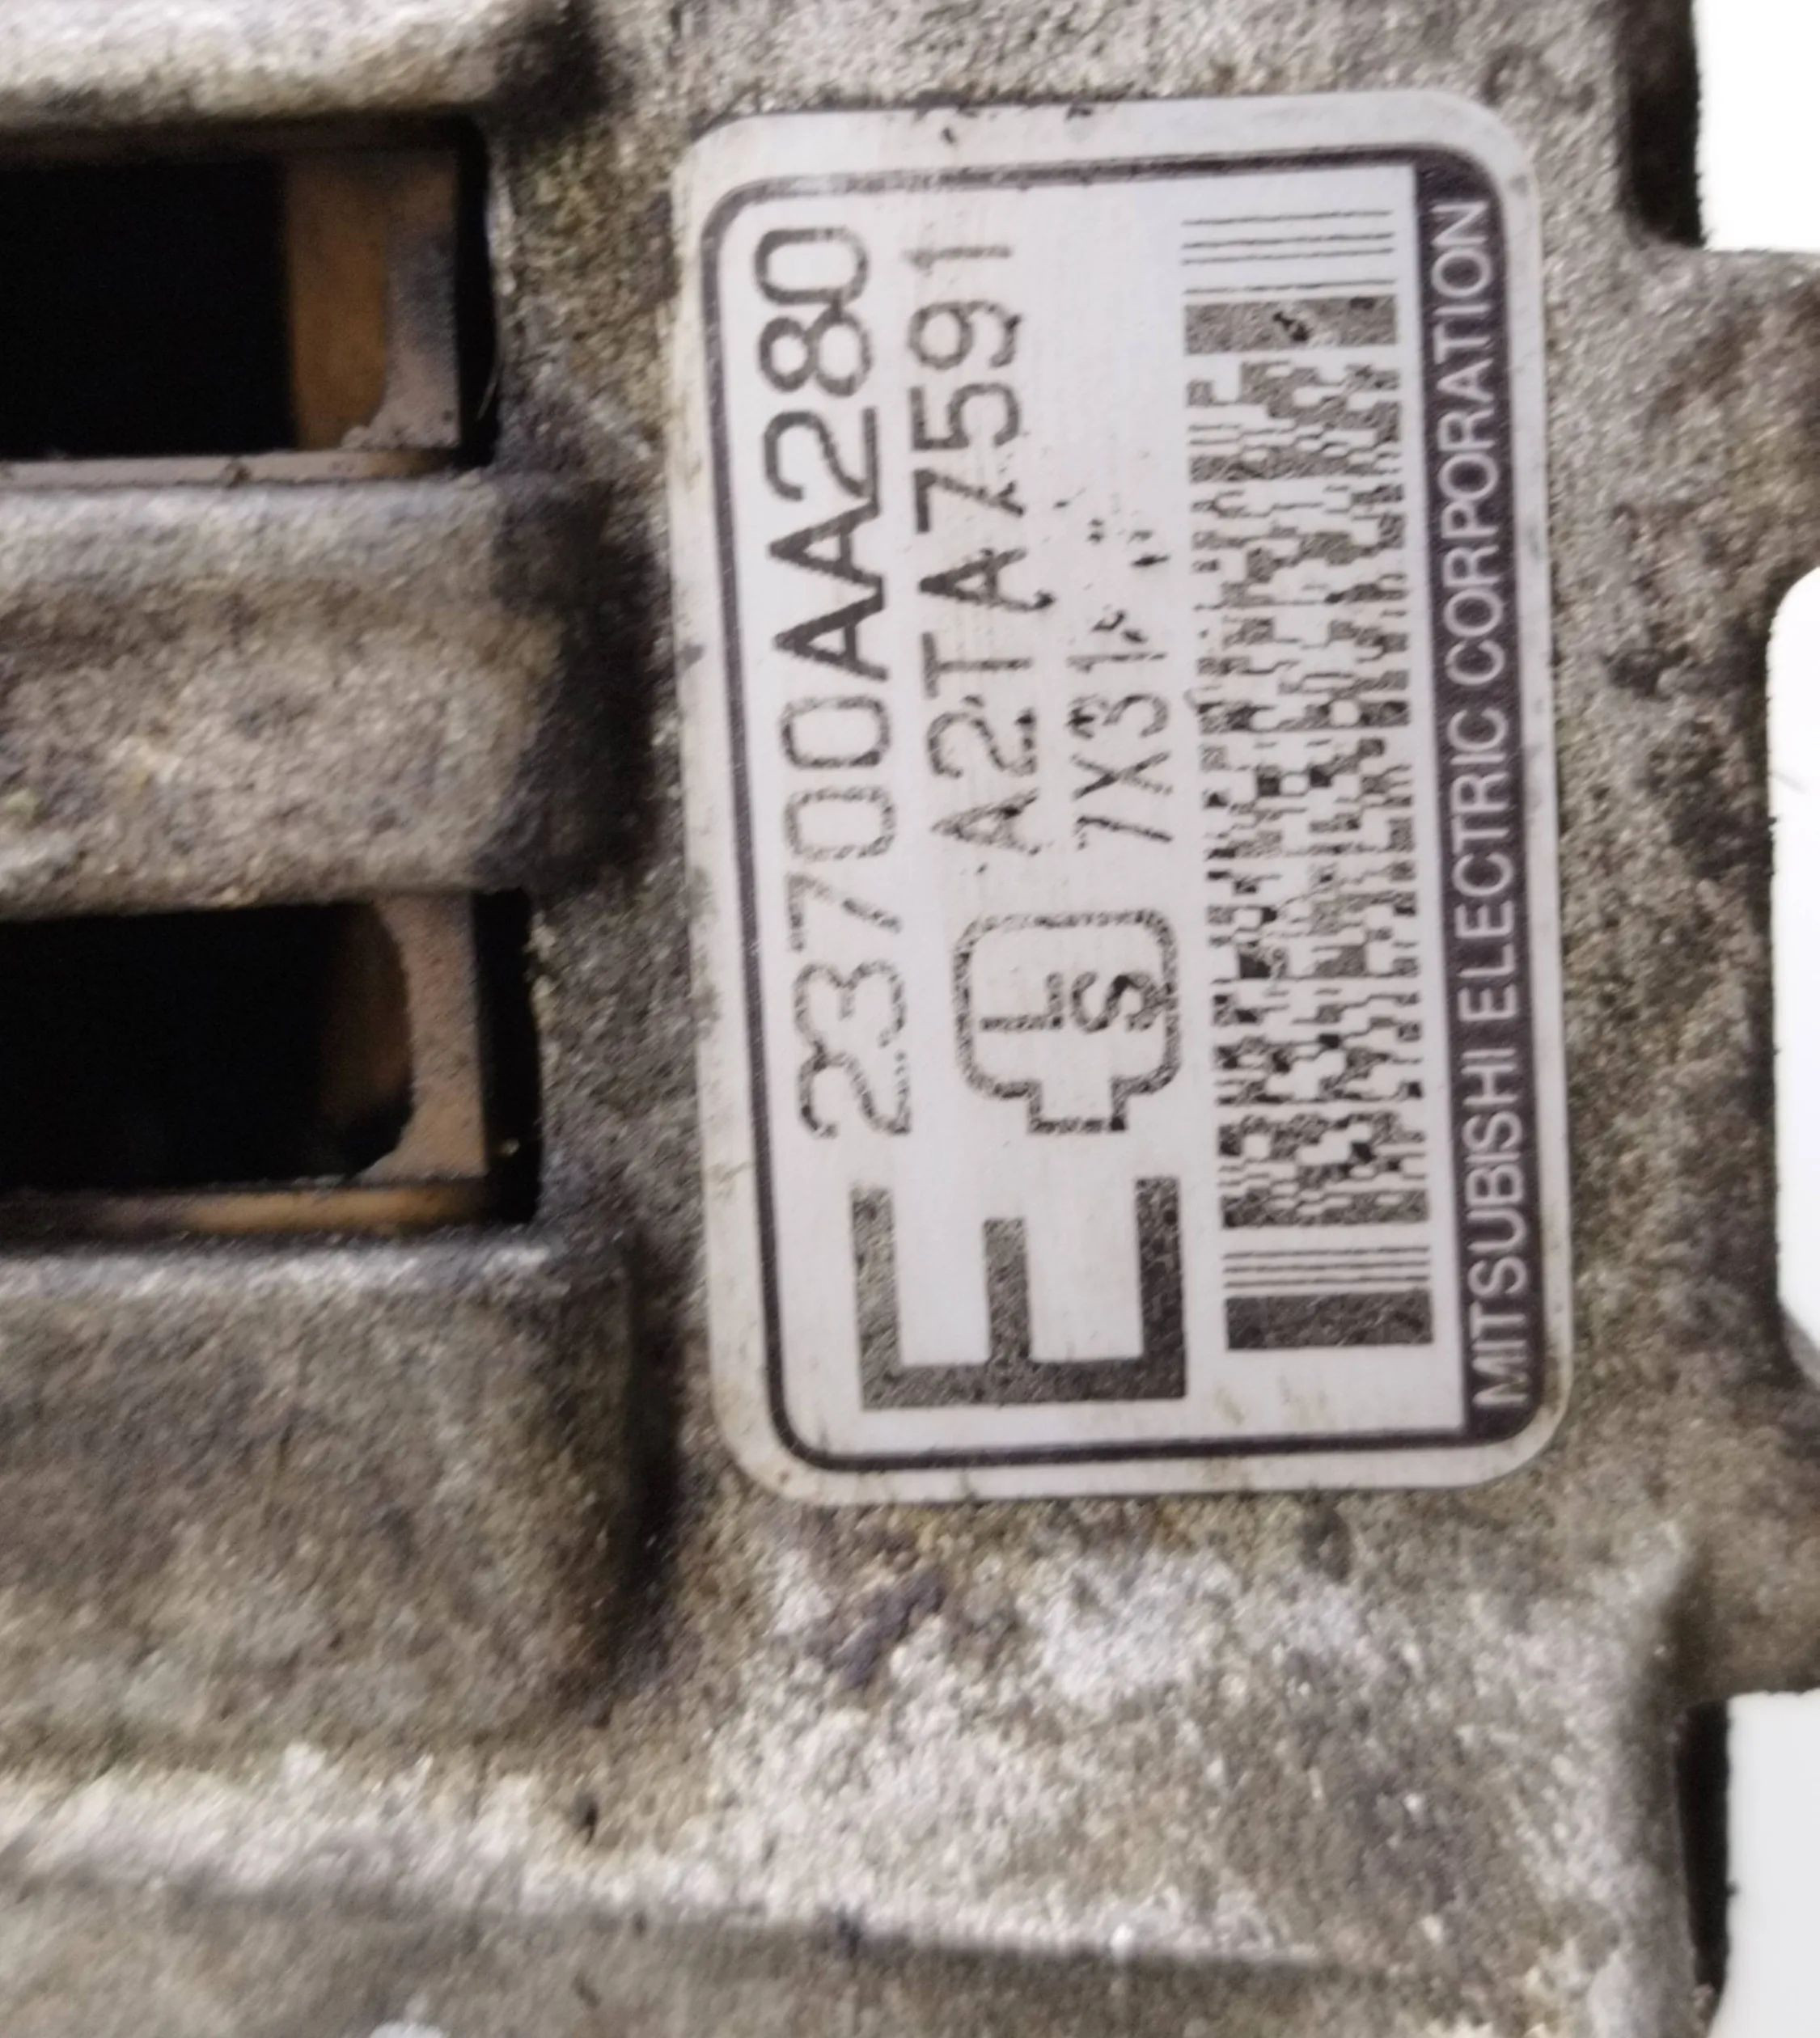 23700AA280
A2TA7591
E
L
S
7X31
MITSUBISHI ELECTRIC CORPORATION